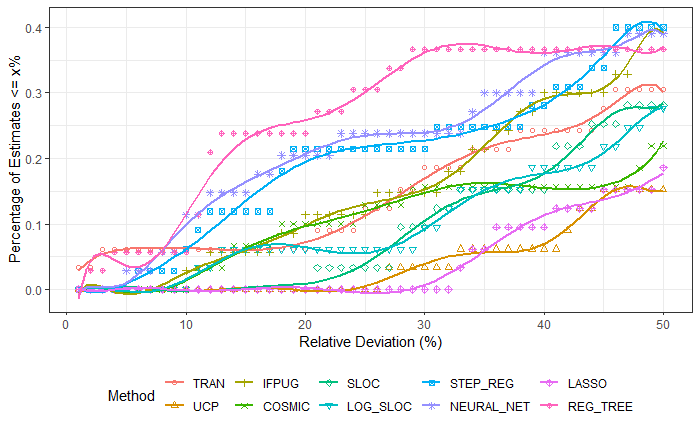 Percentage of Estimates <= x%
0.4
0.3
0.2
0.1
0.0
0 10 20 30 40 50
Relative Deviation (%)
Method
TRAN IFPUG SLOC STEP_REG LASSO
UCP COSMIC LOG_SLOC NEURAL_NET REG_TREE